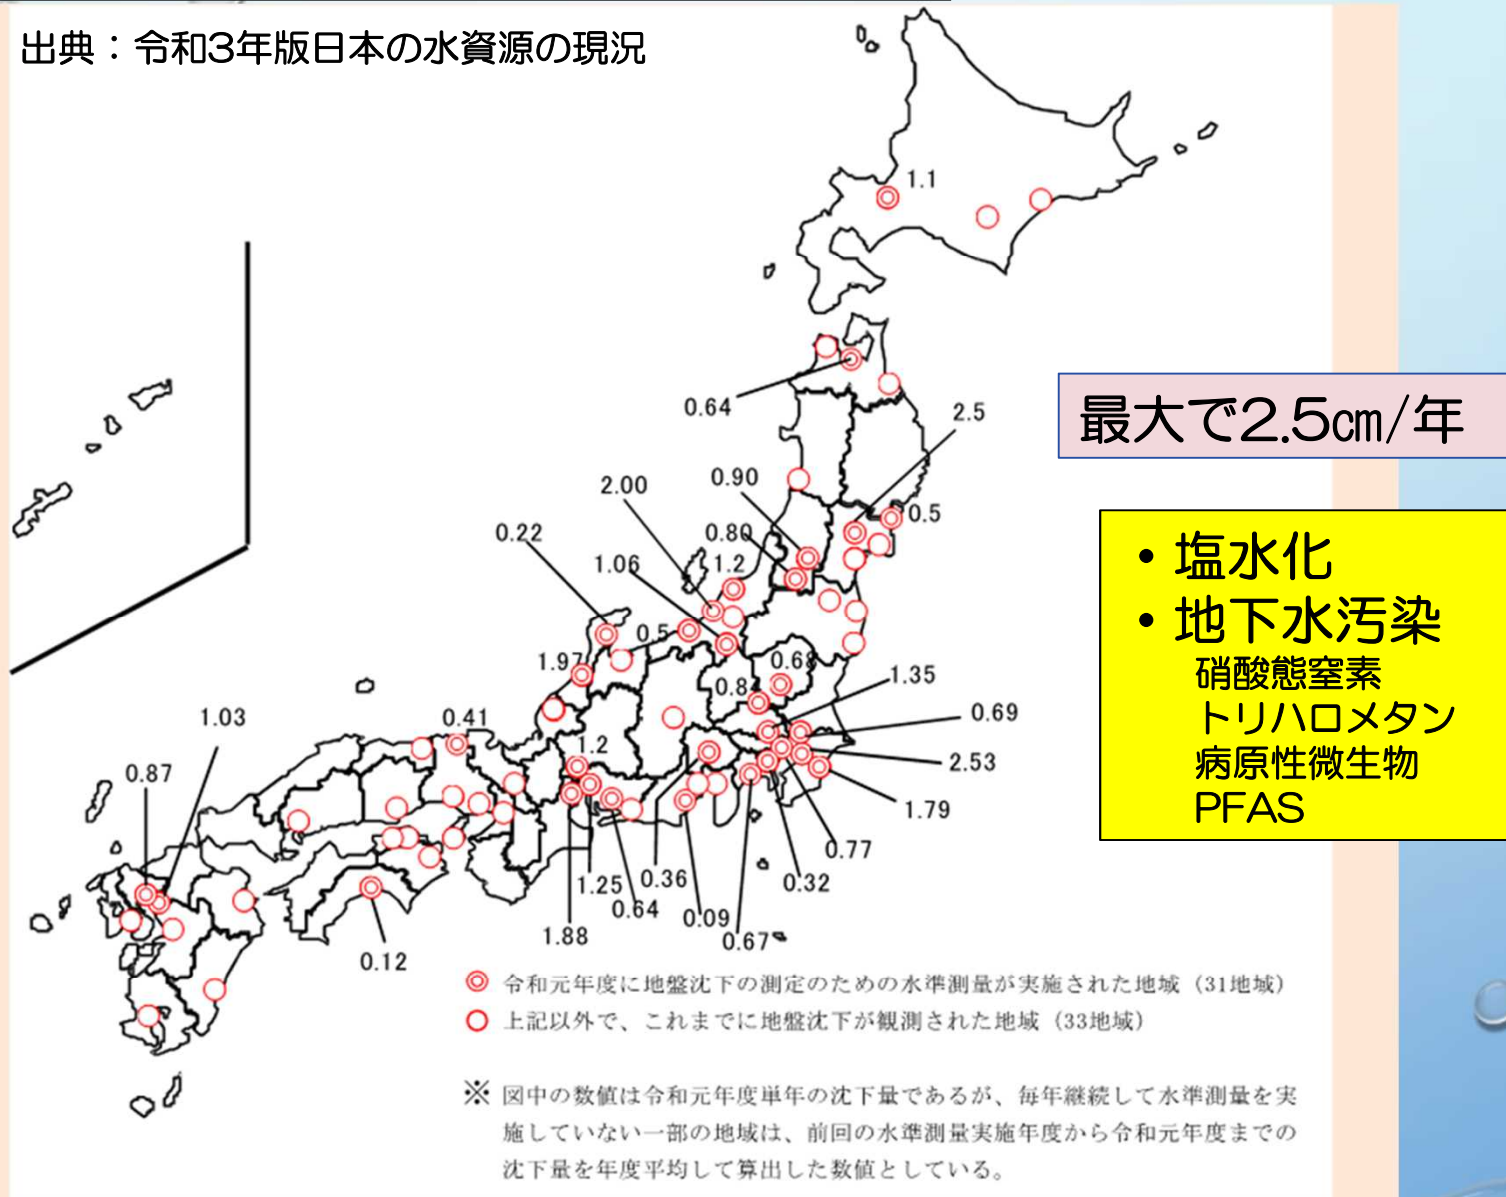 出典：令和3年版日本の水資源の現況
1.1
0.64
2.5
最大で2.5㎝/年
0.90
2.00
0.5
0.22
0.80
1.06
1.2
• 塩水化
• 地下水汚染
硝酸態窒素
トリハロメタン
病原性微生物
PFAS
0.5
1.97
0.68
0.84
1.35
0.69
1.03
0.41
1.2
2.53
0.87
1.79
0.77
0.36
0.32
1.25
0.64
0.09
1.88
0.67
0.12
◎ 令和元年度に地盤沈下の測定のための水準測量が実施された地域（31地域）
○ 上記以外で、これまでに地盤沈下が観測された地域（33地域）
※ 図中の数値は令和元年度単年の沈下量であるが、毎年継続して水準測量を実
施していない一部の地域は、前回の水準測量実施年度から令和元年度までの
沈下量を年度平均して算出した数値としている。